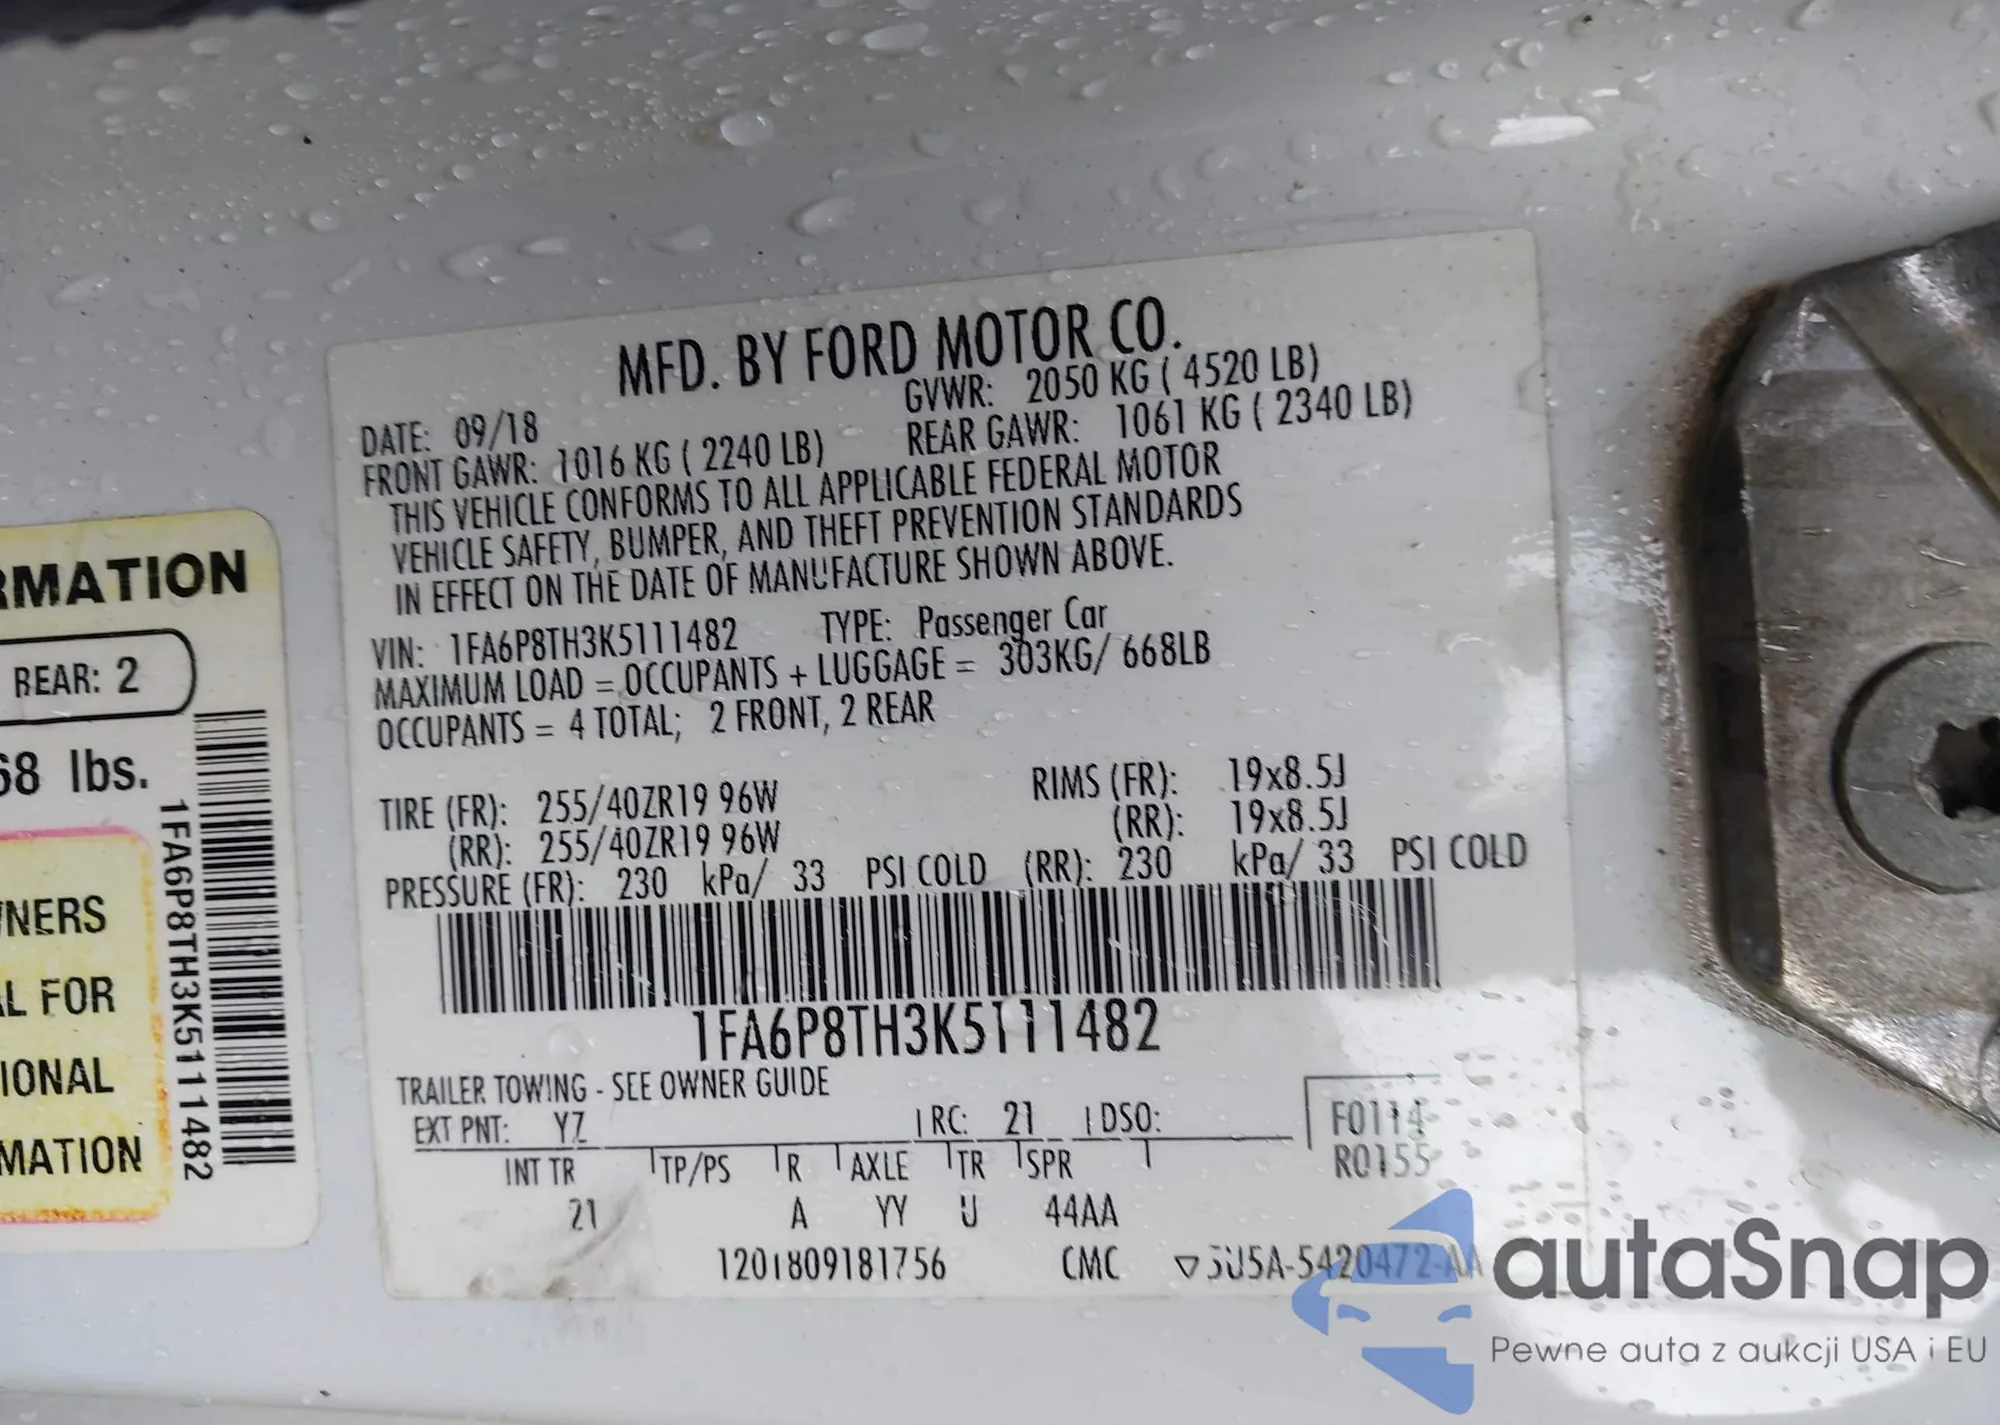 MFD. BY FORD MOTOR CO.
DATE: 09/18 GVWR: 2050 KG ( 4520 LB)
FRONT GAWR: 1016 KG ( 2240 LB) REAR GAWR: 1061 KG ( 2340 LB)
THIS VEHICLE CONFORMS TO ALL APPLICABLE FEDERAL MOTOR
VEHICLE SAFETY, BUMPER, AND THEFT PREVENTION STANDARDS
IN EFFECT ON THE DATE OF MANUFACTURE SHOWN ABOVE.
VIN: 1FA6P8TH3K5111482 TYPE: Passenger Car
MAXIMUM LOAD = OCCUPANTS + LUGGAGE = 303KG/ 668LB
OCCUPANTS = 4 TOTAL; 2 FRONT, 2 REAR
TIRE (FR): 255/40ZR19 96W RIMS (FR): 19x8.5J
(RR): 255/40ZR19 96W (RR): 19x8.5J
PRESSURE (FR): 230 kPa/ 33 PSI COLD (RR): 230 kPa/ 33 PSI COLD
1FA6P8TH3K5111482
TRAILER TOWING - SEE OWNER GUIDE
EXT PNT: YZ RC: 21 DSO: F0114
R0155
INT TR TP/PS R AXLE TR SPR
21 A YY U 44AA
1201809181756 CMC ▽5U5A-5420472-AA
RMATION
REAR: 2
68 lbs.
1FA6P8TH3K5111482
WNERS
AL FOR
IONAL
MATION
autaSnap
Pewne auta z aukcji USA i EU